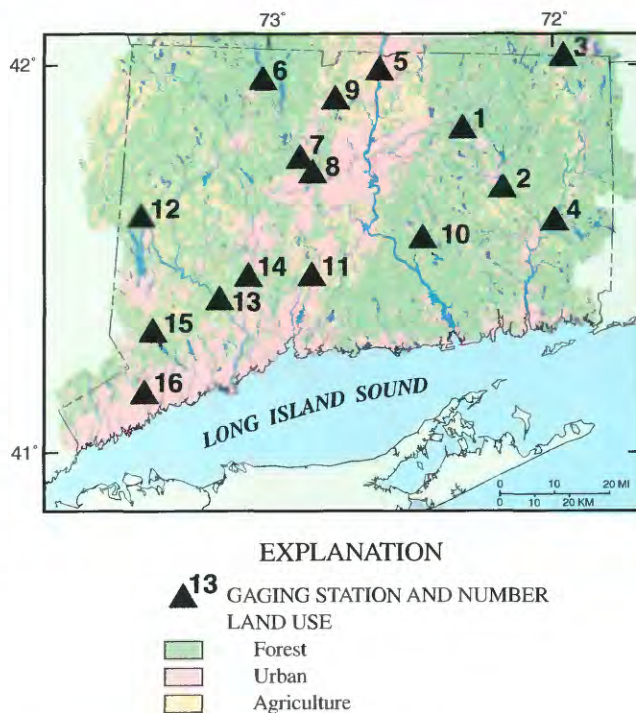 73° 72°
42°
3
5
6
9
1
7
8
2
4
12
10
14
11
13
15
16
LONG ISLAND SOUND
41°
0 10 20 MI
0 10 20 KM
EXPLANATION
13 GAGING STATION AND NUMBER
LAND USE
Forest
Urban
Agriculture